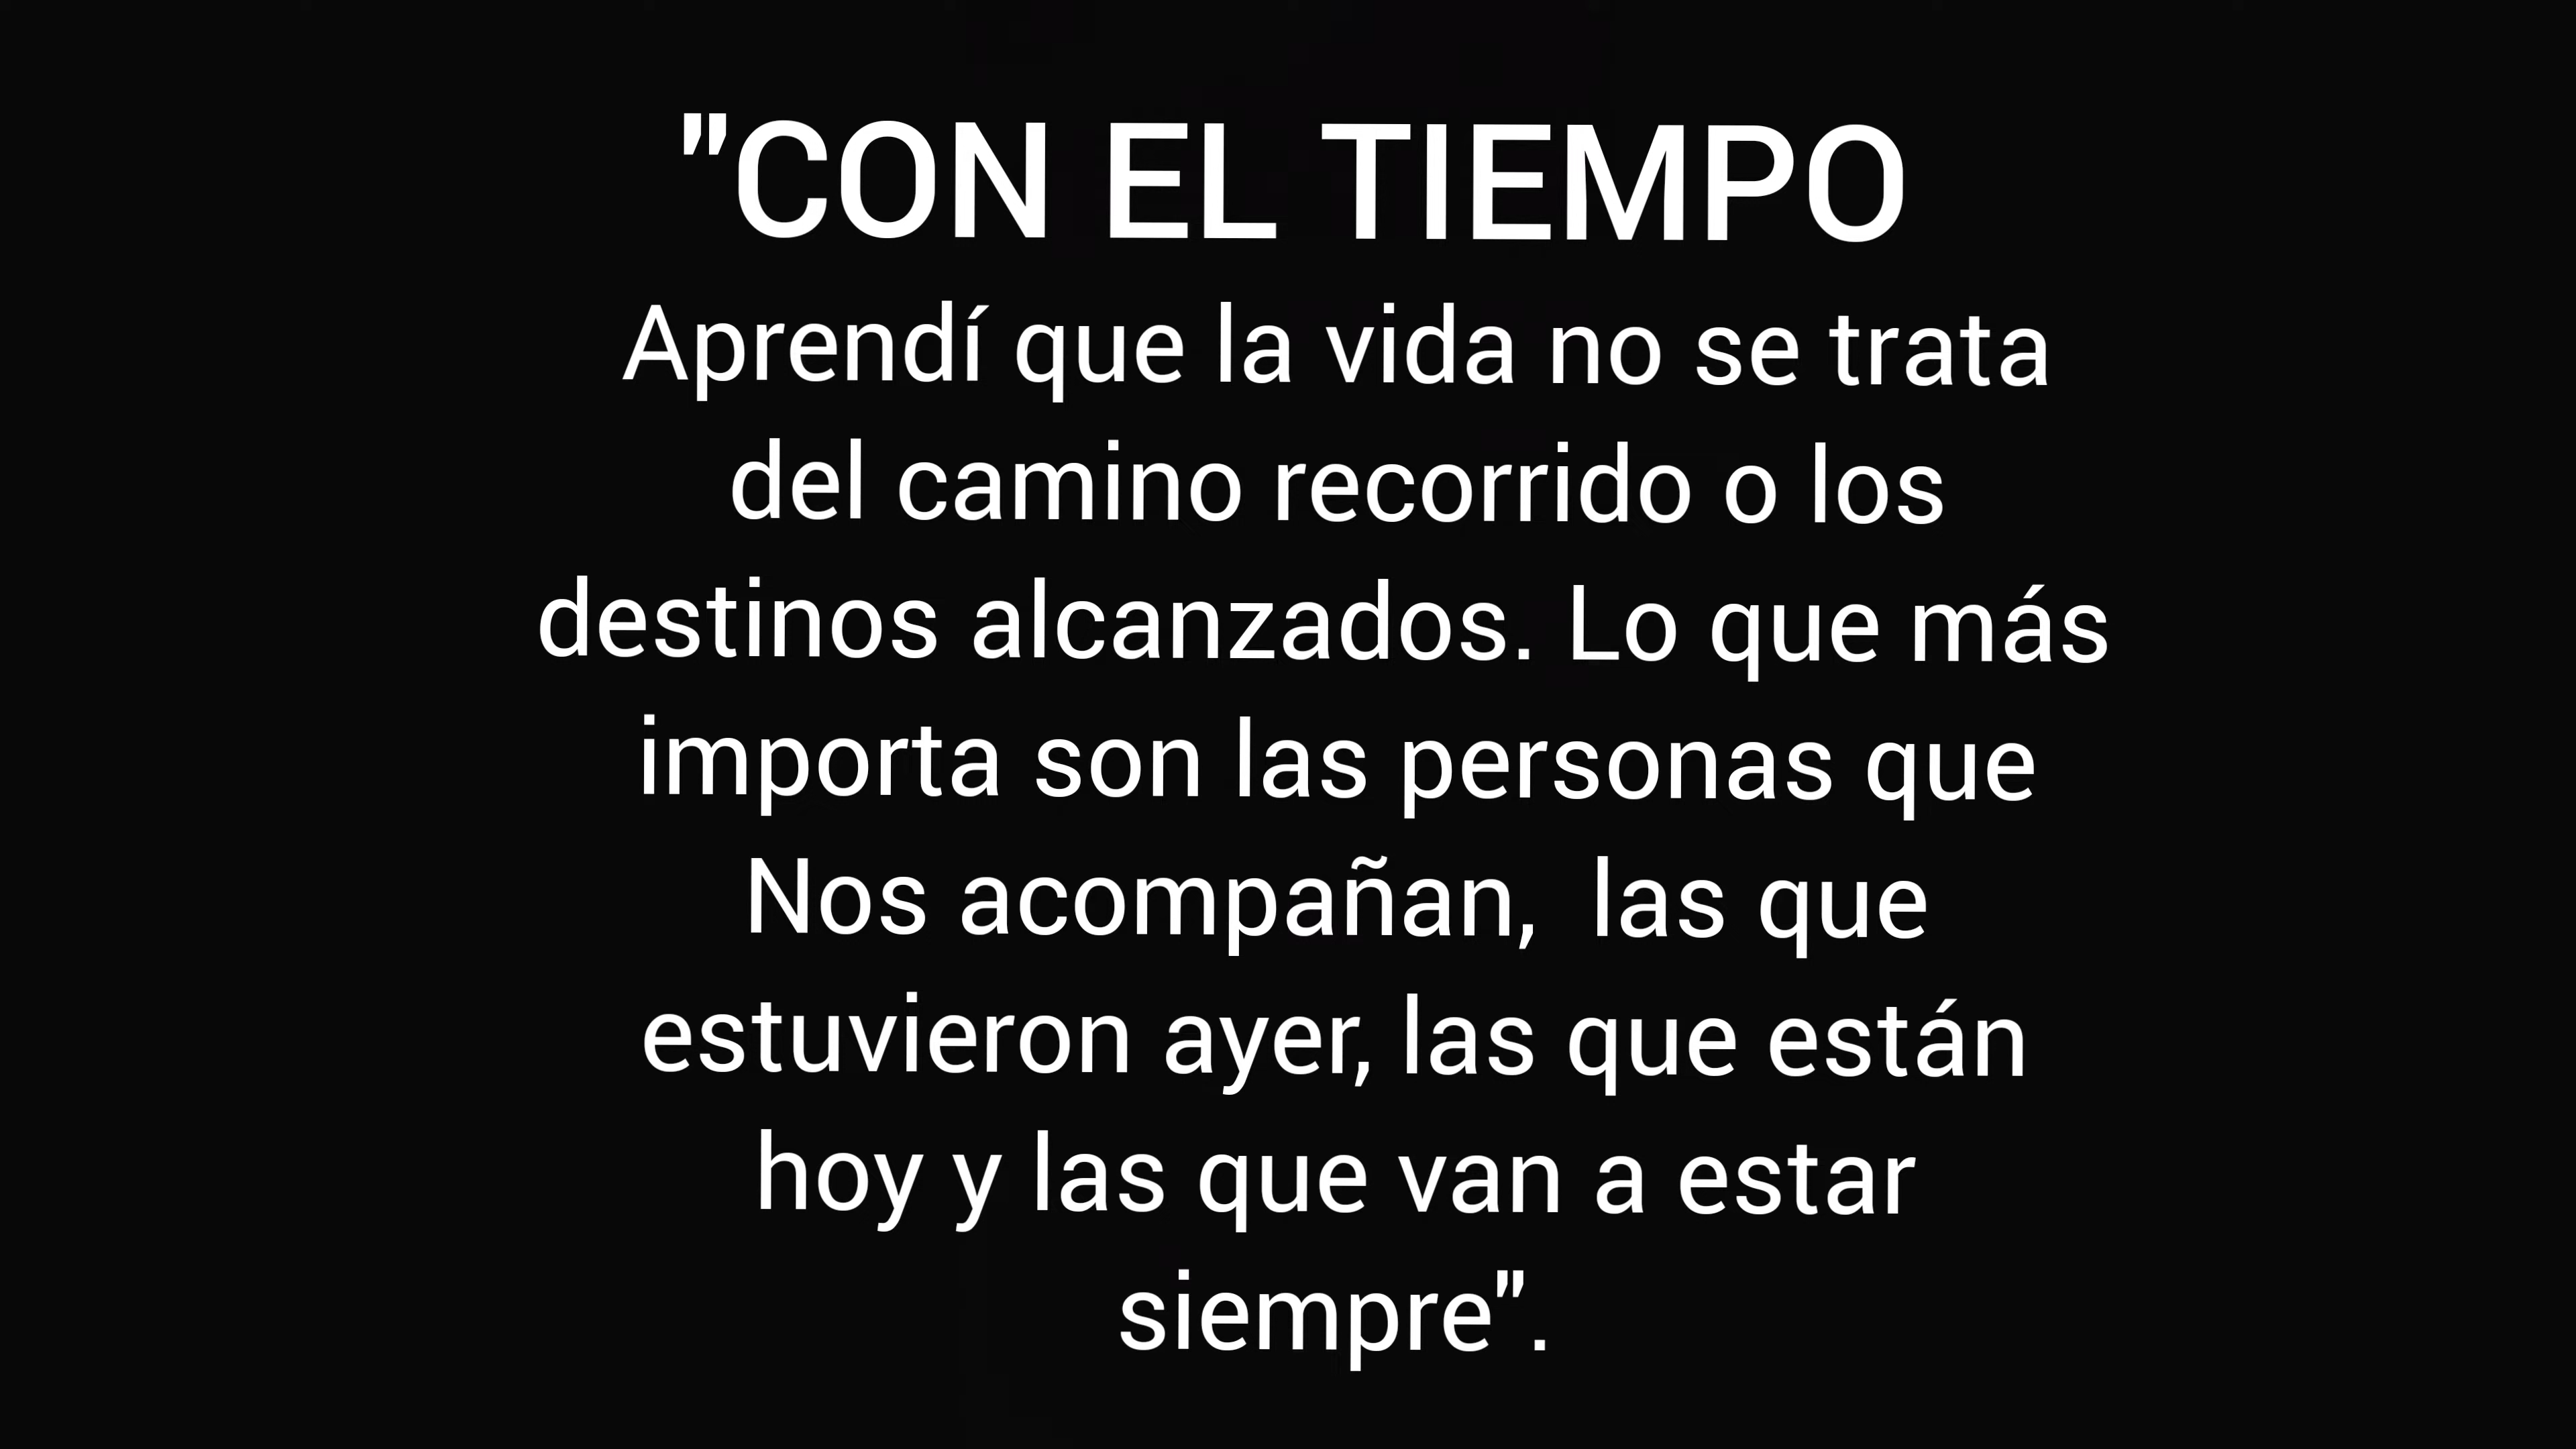 "CON EL TIEMPO
Aprendí que la vida no se trata
del camino recorrido o los
destinos alcanzados. Lo que más
importa son las personas que
Nos acompañan,  las que
estuvieron ayer, las que están
hoy y las que van a estar
siempre".